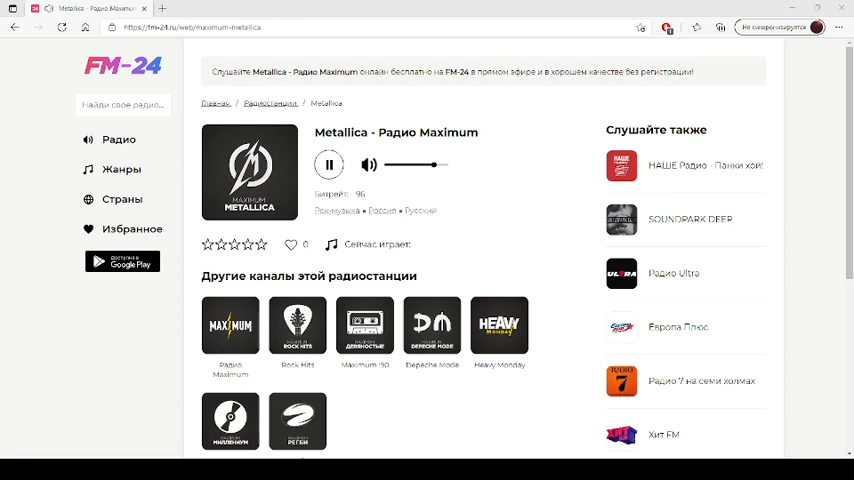 Metallica - Радио Maximum
https://fm-24.ru/web/maximum-metallica
Не синхронизируется
FM-24
Найди свое радио...
Радио
Жанры
Страны
Избранное
ДОСТУПНО В
Google Play
Слушайте Metallica - Радио Maximum онлайн бесплатно на FM-24 в прямом эфире и в хорошем качестве без регистрации!
Главная / Радиостанции / Metallica
MAXIMUM
METALLICA
Metallica - Радио Maximum
Битрейт: 96
Рок-музыка • Россия • Русский
0
Сейчас играет:
Другие каналы этой радиостанции
MAXIMUM
Радио Maximum
ROCK HITS
Rock Hits
ДЕВЯНОСТЫЕ
Maximum '90
DM
DEPECHE MODE
Depeche Mode
HEAVY
Monday
Heavy Monday
МИЛЛЕНИУМ
РЕГБИ
Слушайте также
НАШЕ Радио - Панки хой!
SOUNDPARK DEEP
ULTRA
Радио Ultra
Европа Плюс
РАДИО
7
Радио 7 на семи холмах
ХИТ
Хит FM